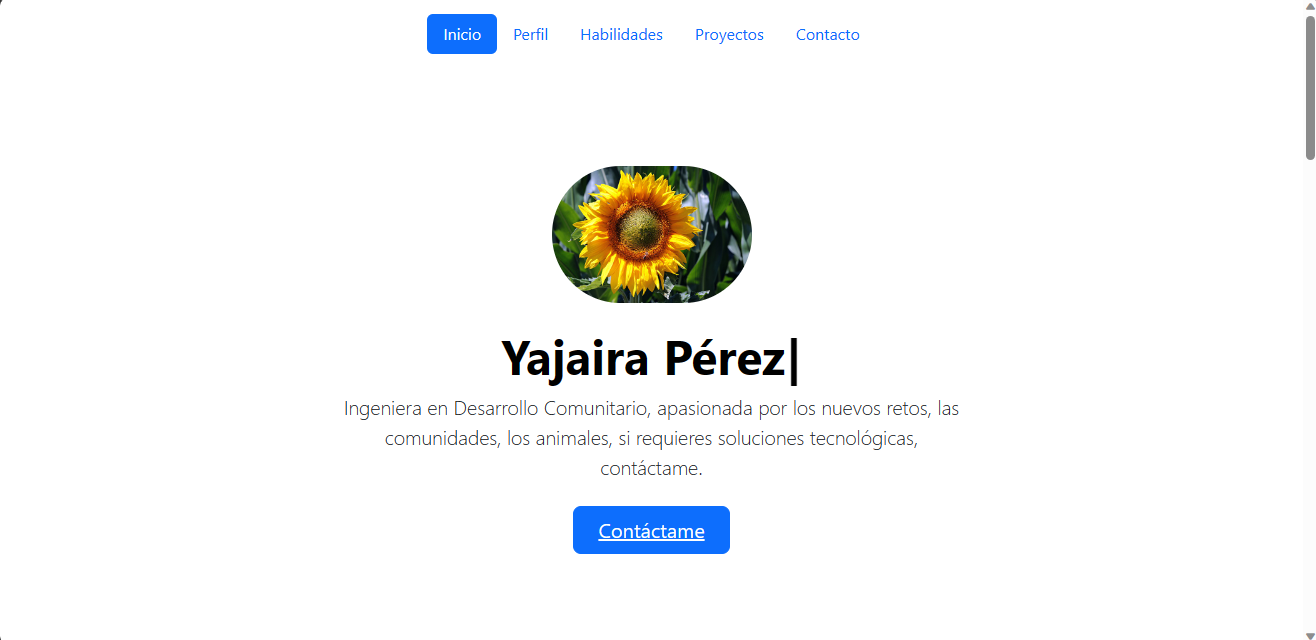 Inicio Perfil Habilidades Proyectos Contacto
Yajaira Pérez|
Ingeniera en Desarrollo Comunitario, apasionada por los nuevos retos, las
comunidades, los animales, si requieres soluciones tecnológicas,
contáctame.
Contáctame